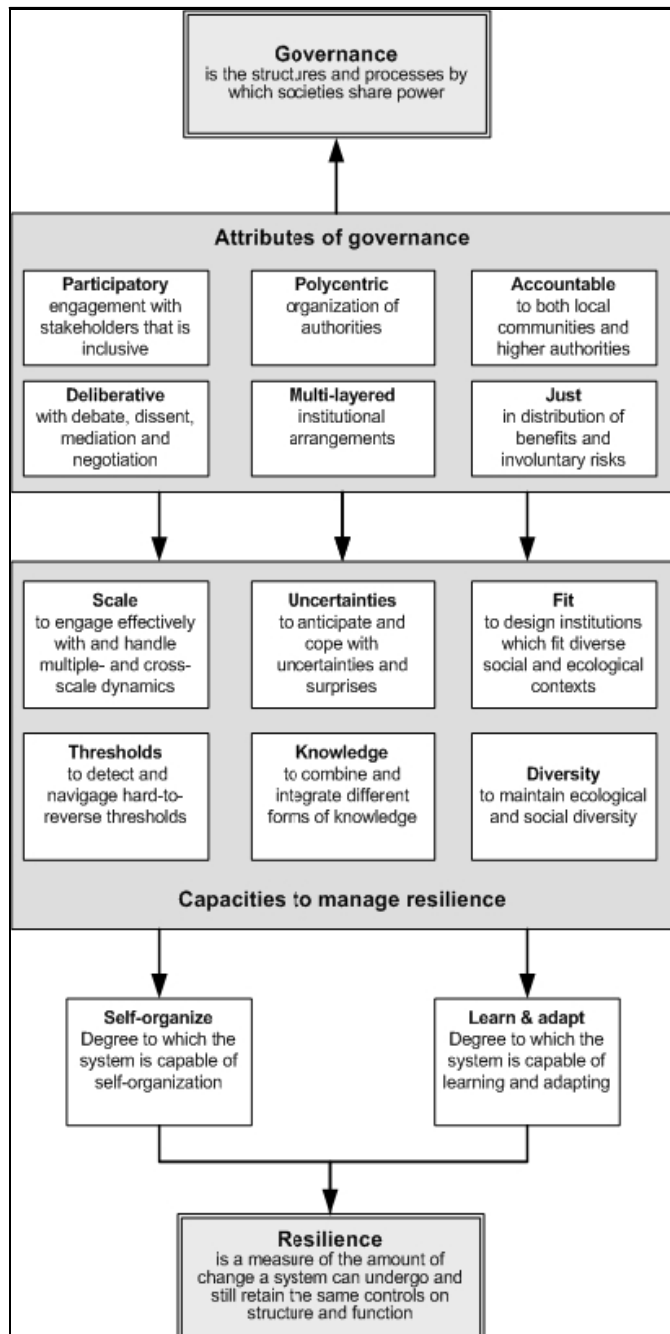 Governance
is the structures and processes by
which societies share power
Attributes of governance
Participatory
engagement with
stakeholders that is
inclusive
Polycentric
organization of
authorities
Accountable
to both local
communities and
higher authorities
Deliberative
with debate, dissent,
mediation and
negotiation
Multi-layered
institutional
arrangements
Just
in distribution of
benefits and
involuntary risks
Scale
to engage effectively
with and handle
multiple- and cross-
scale dynamics
Uncertainties
to anticipate and
cope with
uncertainties and
surprises
Fit
to design institutions
which fit diverse
social and ecological
contexts
Thresholds
to detect and
navigage hard-to-
reverse thresholds
Knowledge
to combine and
integrate different
forms of knowledge
Diversity
to maintain ecological
and social diversity
Capacities to manage resilience
Self-organize
Degree to which the
system is capable of
self-organization
Learn & adapt
Degree to which the
system is capable of
learning and adapting
Resilience
is a measure of the amount of
change a system can undergo and
still retain the same controls on
structure and function